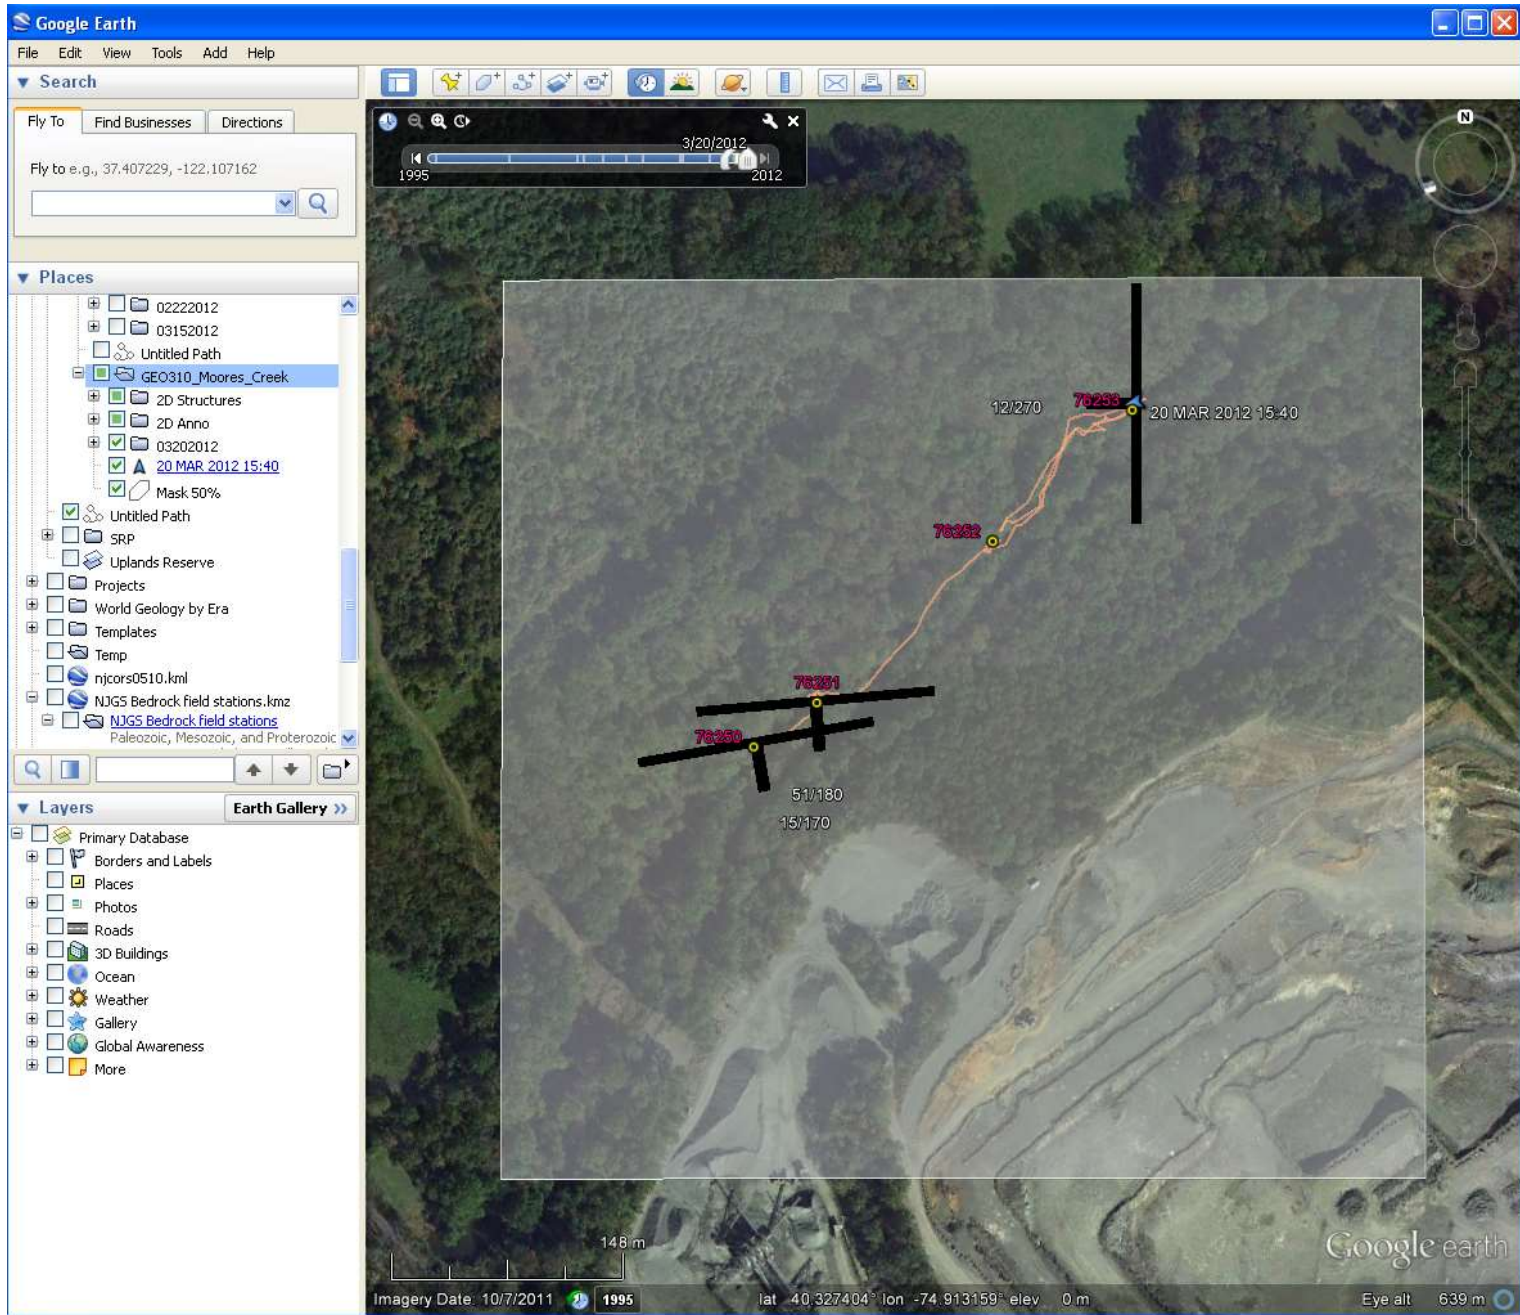 Google Earth
File Edit View Tools Add Help
Search
Fly To Find Businesses Directions
Fly to e.g., 37.407229, -122.107162
Places
02222012
03152012
Untitled Path
GEO310_Moores_Creek
2D Structures
2D Anno
03202012
20 MAR 2012 15:40
Mask 50%
Untitled Path
SRP
Uplands Reserve
Projects
World Geology by Era
Templates
Temp
njcors0510.kml
NJGS Bedrock field stations.kmz
NJGS Bedrock field stations
Paleozoic, Mesozoic, and Proterozoic
Layers Earth Gallery >>
Primary Database
Borders and Labels
Places
Photos
Roads
3D Buildings
Ocean
Weather
Gallery
Global Awareness
More
3/20/2012
1995 2012
N
12/270 76253 20 MAR 2012 15:40
76252
76251
76250
51/180
15/170
148 m
Google earth
Imagery Date: 10/7/2011 1995 lat 40.327404° lon -74.913159° elev 0 m Eye alt 639 m